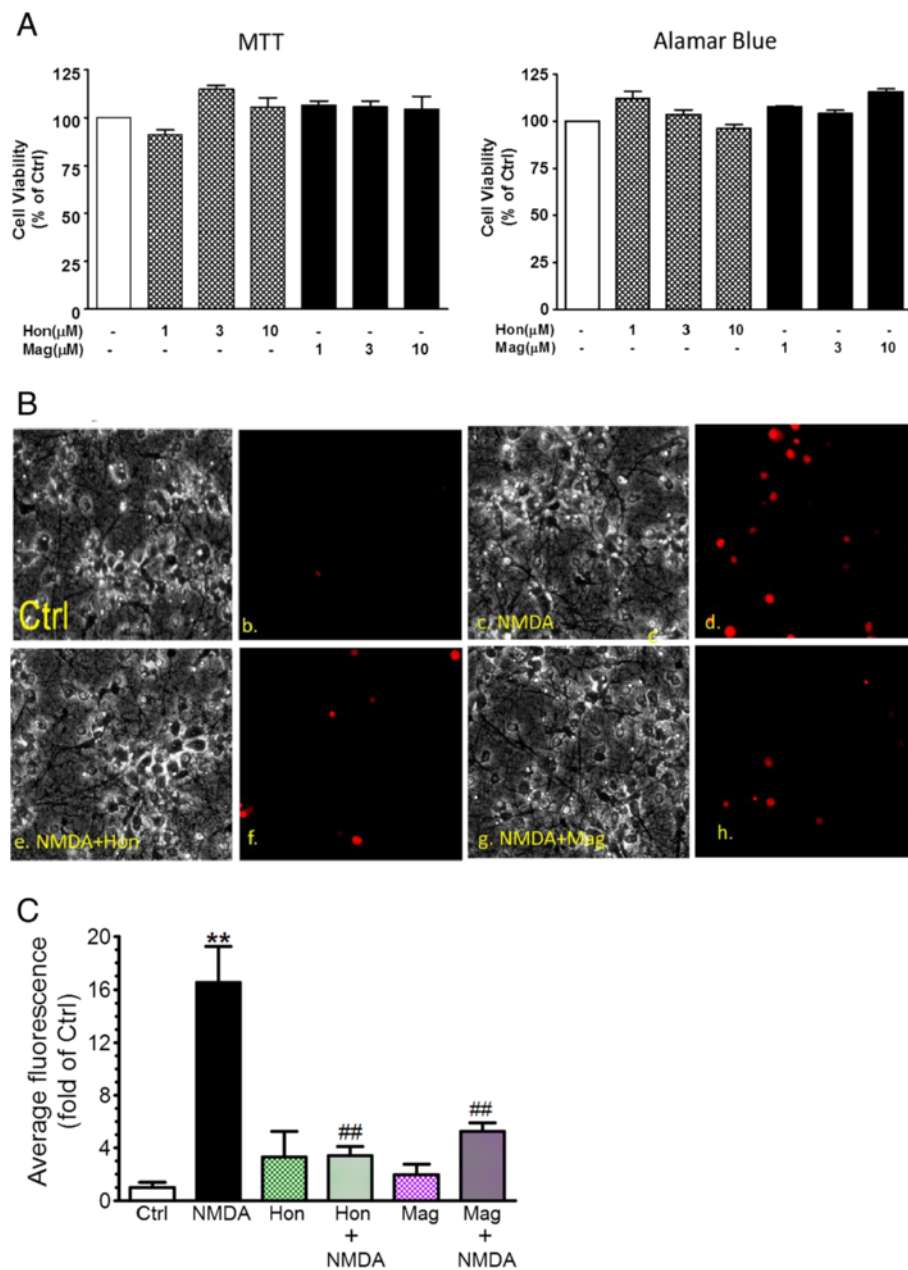 A
MTT
Alamar Blue
125
100
75
50
25
0
Cell Viability
(% of Ctrl)
Hon(μM) - 1 3 10 - - -
Mag(μM) - - - - 1 3 10
125
100
75
50
25
0
Cell Viability
(% of Ctrl)
Hon(μM) - 1 3 10 - - -
Mag(μM) - - - - 1 3 10
B
Ctrl
b.
c. NMDA
c
d.
e. NMDA+Hon
f.
g. NMDA+Mag
h.
C
Average fluorescence
(fold of Ctrl)
20
16
12
8
4
0
**
##
##
Ctrl NMDA Hon Hon Mag Mag
+ +
NMDA NMDA